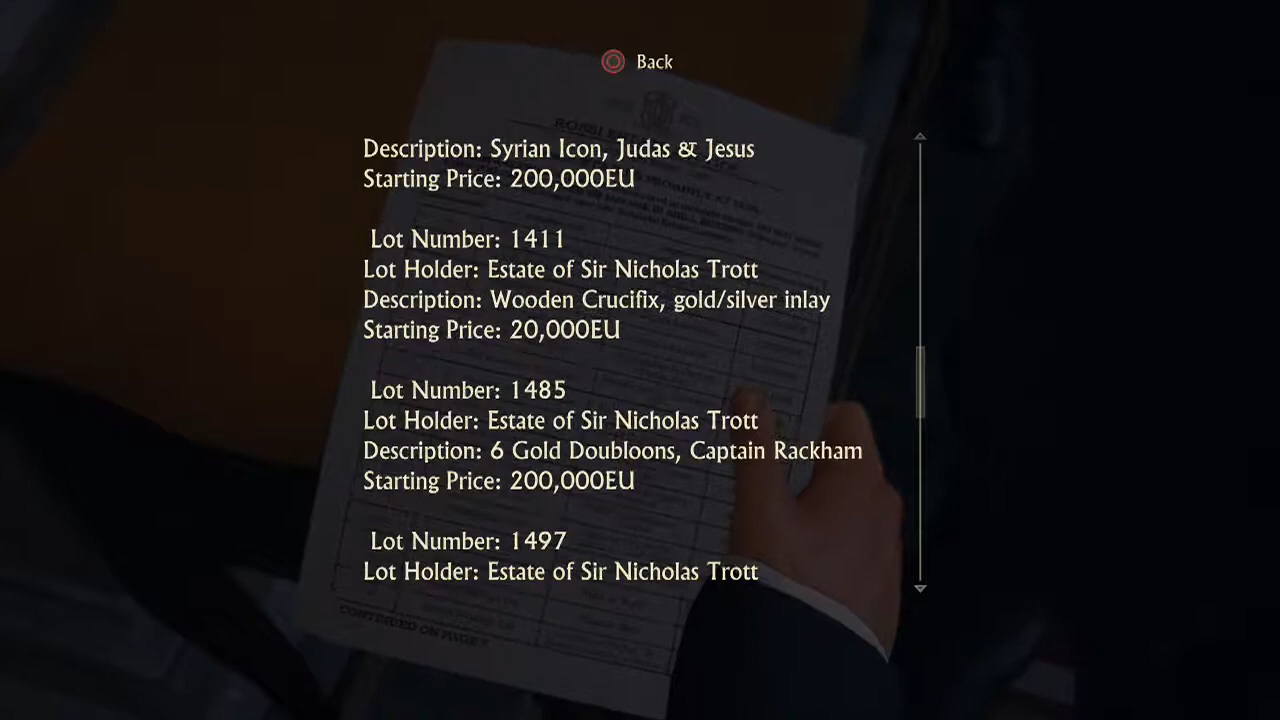 Back
Description: Syrian Icon, Judas & Jesus
Starting Price: 200,000EU
Lot Number: 1411
Lot Holder: Estate of Sir Nicholas Trott
Description: Wooden Crucifix, gold/silver inlay
Starting Price: 20,000EU
Lot Number: 1485
Lot Holder: Estate of Sir Nicholas Trott
Description: 6 Gold Doubloons, Captain Rackham
Starting Price: 200,000EU
Lot Number: 1497
Lot Holder: Estate of Sir Nicholas Trott
CONTINUED ON PAGE